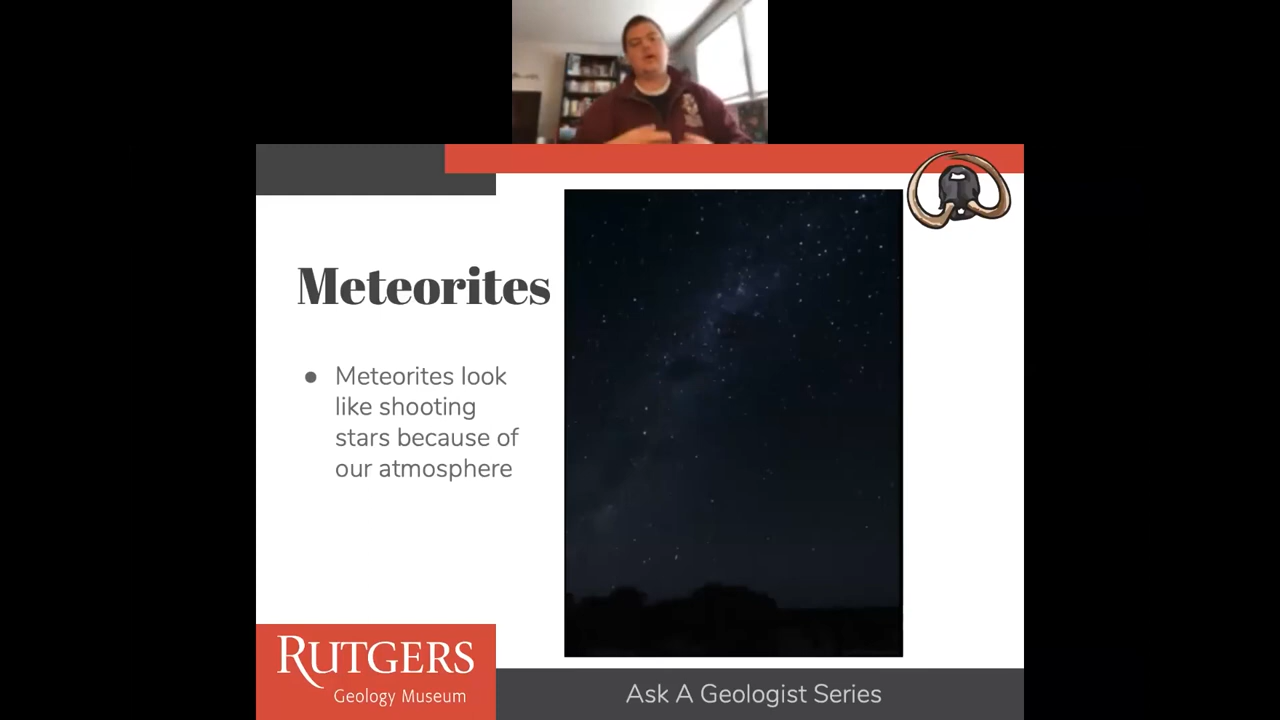 Meteorites
● Meteorites look
like shooting
stars because of
our atmosphere
RUTGERS
Geology Museum
Ask A Geologist Series